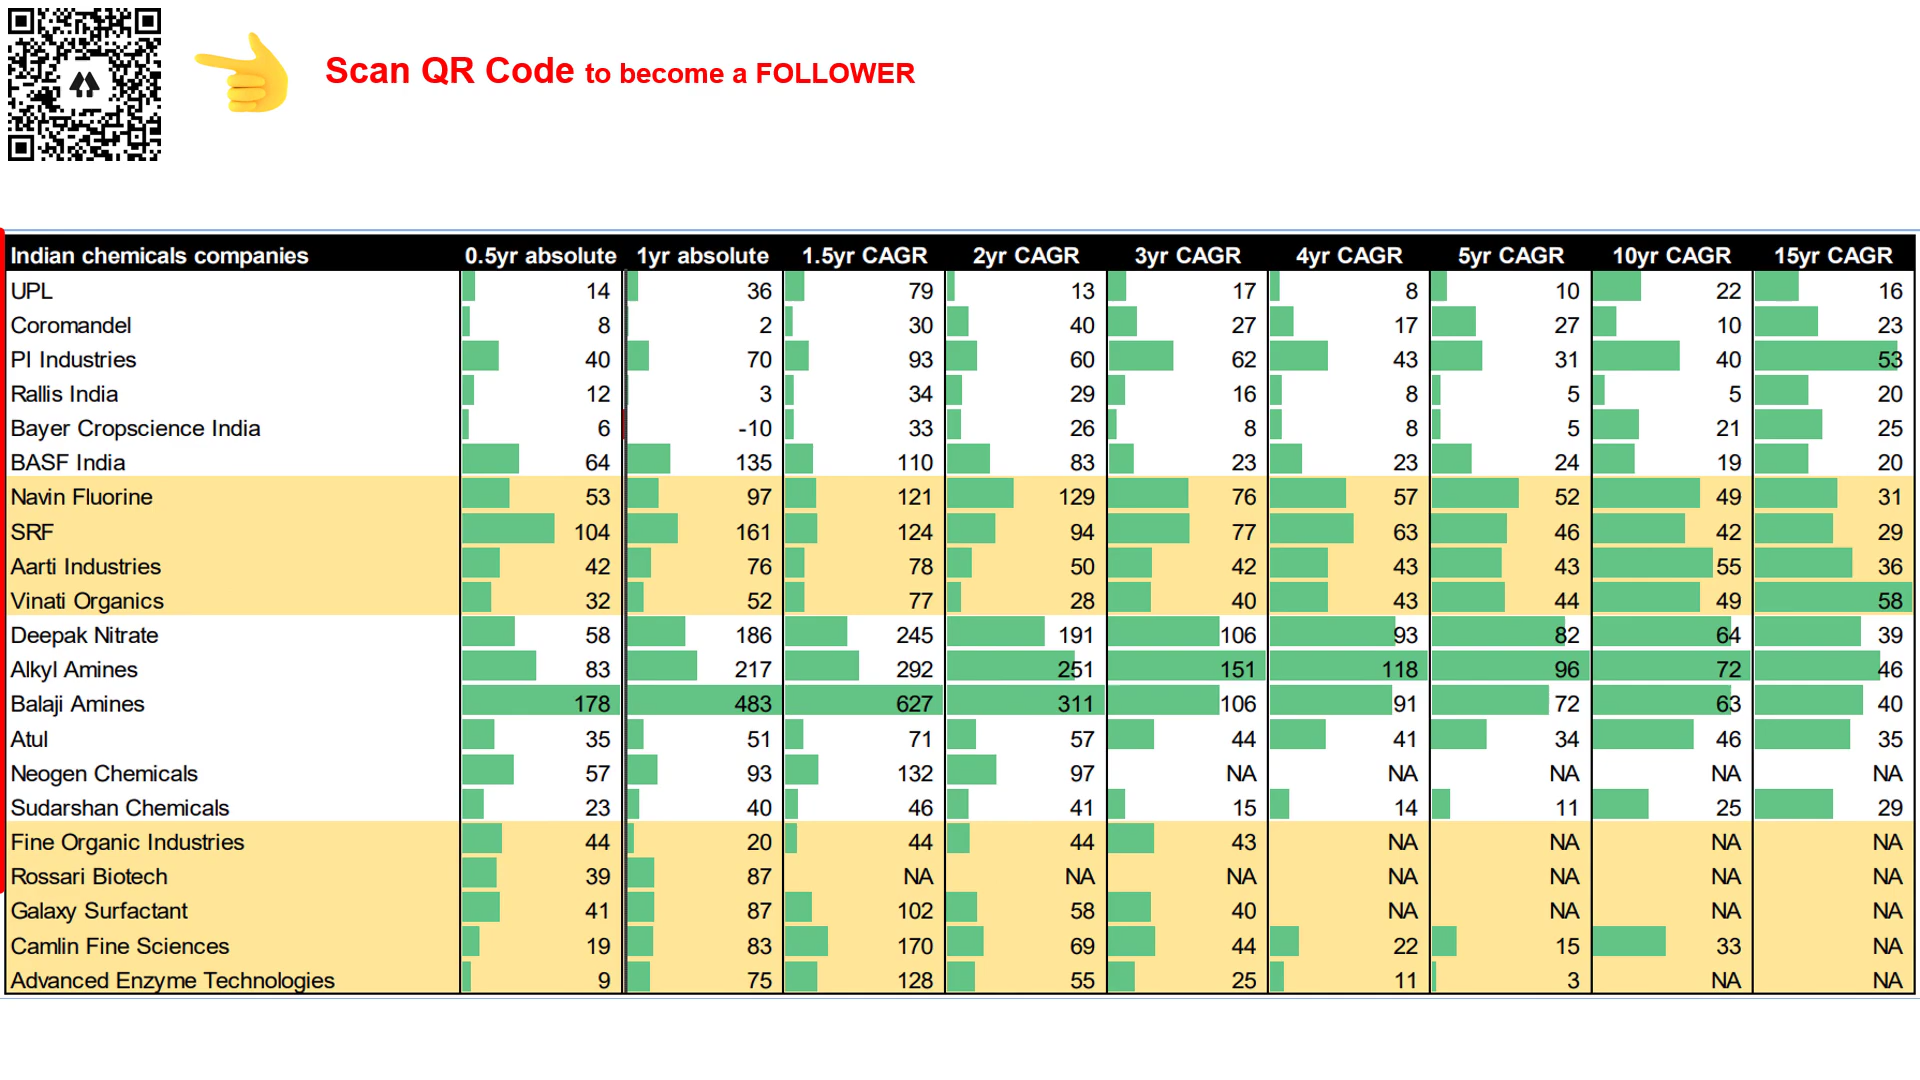 Scan QR Code to become a FOLLOWER
Indian chemicals companies 0.5yr absolute 1yr absolute 1.5yr CAGR 2yr CAGR 3yr CAGR 4yr CAGR 5yr CAGR 10yr CAGR 15yr CAGR
UPL 14 36 79 13 17 8 10 22 16
Coromandel 8 2 30 40 27 17 27 10 23
PI Industries 40 70 93 60 62 43 31 40 53
Rallis India 12 3 34 29 16 8 5 5 20
Bayer Cropscience India 6 -10 33 26 8 8 5 21 25
BASF India 64 135 110 83 23 23 24 19 20
Navin Fluorine 53 97 121 129 76 57 52 49 31
SRF 104 161 124 94 77 63 46 42 29
Aarti Industries 42 76 78 50 42 43 43 55 36
Vinati Organics 32 52 77 28 40 43 44 49 58
Deepak Nitrate 58 186 245 191 106 93 82 64 39
Alkyl Amines 83 217 292 251 151 118 96 72 46
Balaji Amines 178 483 627 311 106 91 72 63 40
Atul 35 51 71 57 44 41 34 46 35
Neogen Chemicals 57 93 132 97 NA NA NA NA NA
Sudarshan Chemicals 23 40 46 41 15 14 11 25 29
Fine Organic Industries 44 20 44 44 43 NA NA NA NA
Rossari Biotech 39 87 NA NA NA NA NA NA NA
Galaxy Surfactant 41 87 102 58 40 NA NA NA NA
Camlin Fine Sciences 19 83 170 69 44 22 15 33 NA
Advanced Enzyme Technologies 9 75 128 55 25 11 3 NA NA